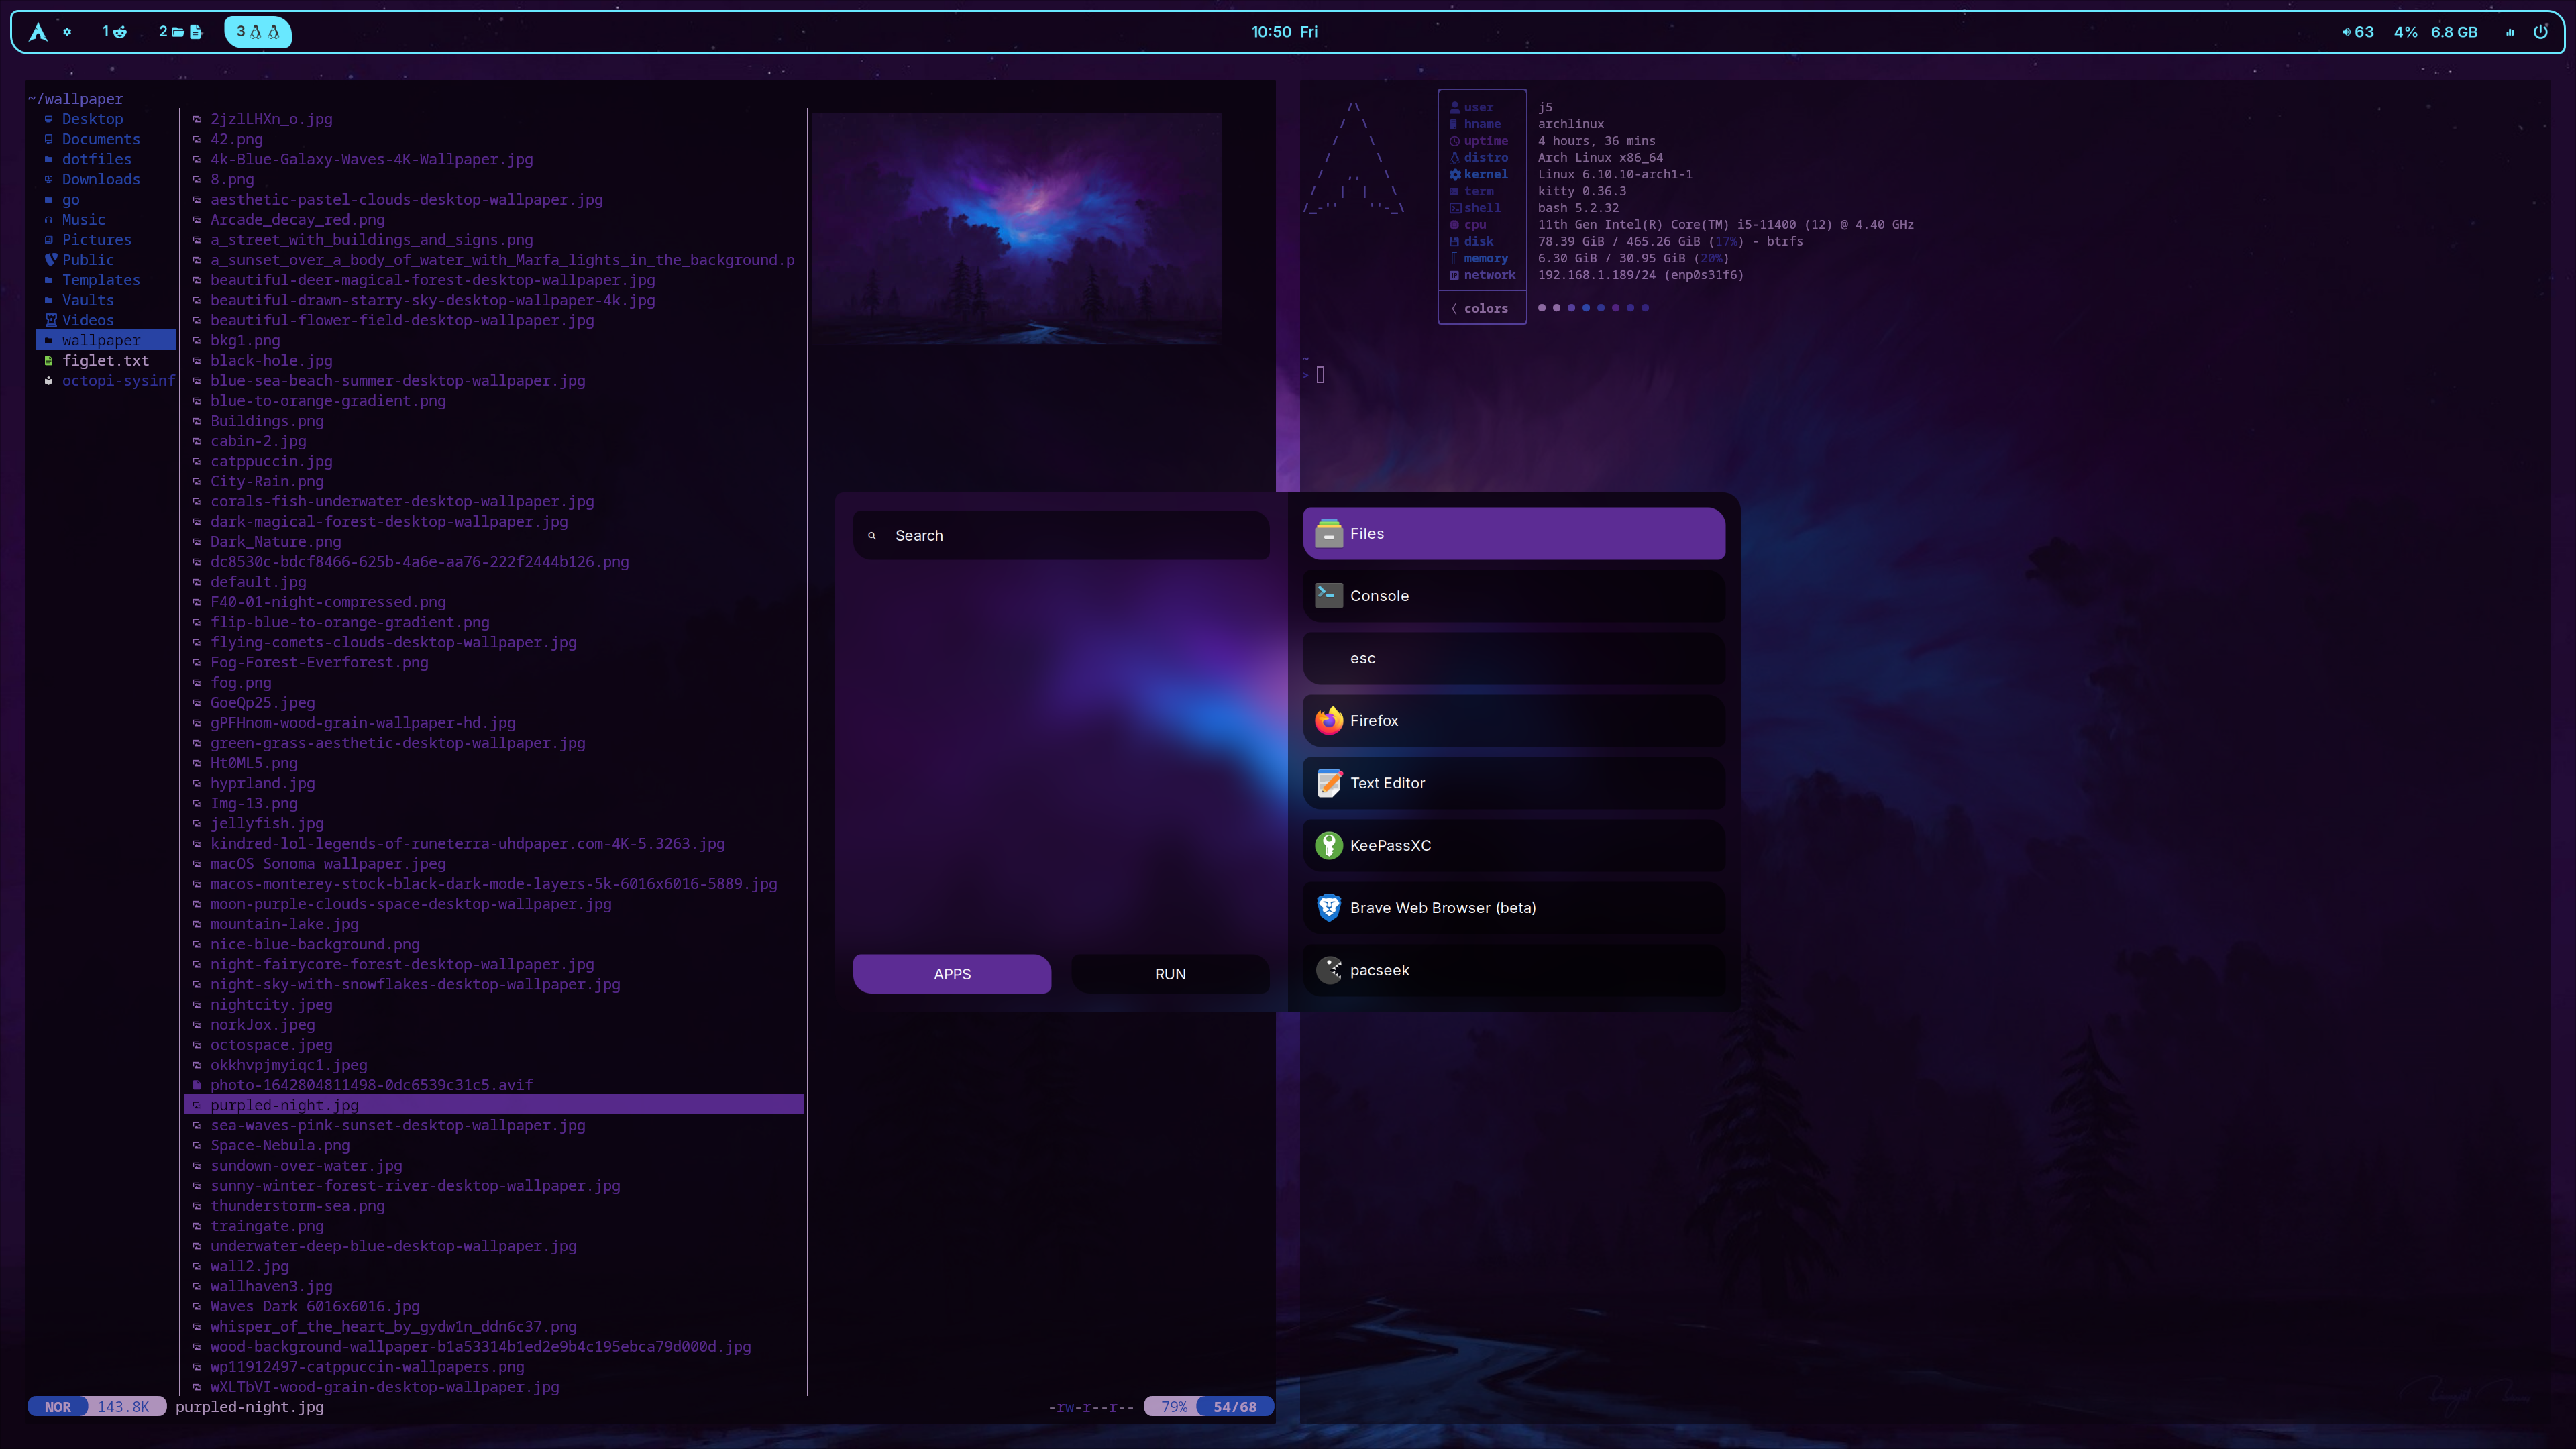 1
2
3
10:50 Fri
63
4% 6.8 GB
~/wallpaper
Desktop
Documents
dotfiles
Downloads
go
Music
Pictures
Public
Templates
Vaults
Videos
wallpaper
figlet.txt
octopi-sysinf
2jzlLHXn_o.jpg
42.png
4k-Blue-Galaxy-Waves-4K-Wallpaper.jpg
8.png
aesthetic-pastel-clouds-desktop-wallpaper.jpg
Arcade_decay_red.png
a_street_with_buildings_and_signs.png
a_sunset_over_a_body_of_water_with_Marfa_lights_in_the_background.p
beautiful-deer-magical-forest-desktop-wallpaper.jpg
beautiful-drawn-starry-sky-desktop-wallpaper-4k.jpg
beautiful-flower-field-desktop-wallpaper.jpg
bkg1.png
black-hole.jpg
blue-sea-beach-summer-desktop-wallpaper.jpg
blue-to-orange-gradient.png
Buildings.png
cabin-2.jpg
catppuccin.jpg
City-Rain.png
corals-fish-underwater-desktop-wallpaper.jpg
dark-magical-forest-desktop-wallpaper.jpg
Dark_Nature.png
dc8530c-bdcf8466-625b-4a6e-aa76-222f2444b126.png
default.jpg
F40-01-night-compressed.png
flip-blue-to-orange-gradient.png
flying-comets-clouds-desktop-wallpaper.jpg
Fog-Forest-Everforest.png
fog.png
GoeQp25.jpeg
gPFHnom-wood-grain-wallpaper-hd.jpg
green-grass-aesthetic-desktop-wallpaper.jpg
Ht0ML5.png
hyprland.jpg
Img-13.png
jellyfish.jpg
kindred-lol-legends-of-runeterra-uhdpaper.com-4K-5.3263.jpg
macOS Sonoma wallpaper.jpeg
macos-monterey-stock-black-dark-mode-layers-5k-6016x6016-5889.jpg
moon-purple-clouds-space-desktop-wallpaper.jpg
mountain-lake.jpg
nice-blue-background.png
night-fairycore-forest-desktop-wallpaper.jpg
night-sky-with-snowflakes-desktop-wallpaper.jpg
nightcity.jpeg
norkJox.jpeg
octospace.jpeg
okkhvpjmyiqc1.jpeg
photo-1642804811498-0dc6539c31c5.avif
purpled-night.jpg
sea-waves-pink-sunset-desktop-wallpaper.jpg
Space-Nebula.png
sundown-over-water.jpg
sunny-winter-forest-river-desktop-wallpaper.jpg
thunderstorm-sea.png
traingate.png
underwater-deep-blue-desktop-wallpaper.jpg
wall2.jpg
wallhaven3.jpg
Waves Dark 6016x6016.jpg
whisper_of_the_heart_by_gydw1n_ddn6c37.png
wood-background-wallpaper-b1a53314b1ed2e9b4c195ebca79d000d.jpg
wp11912497-catppuccin-wallpapers.png
wXLTbVI-wood-grain-desktop-wallpaper.jpg
NOR 143.8K purpled-night.jpg -rw-r--r-- 79% 54/68
user j5
hname archlinux
uptime 4 hours, 36 mins
distro Arch Linux x86_64
kernel Linux 6.10.10-arch1-1
term kitty 0.36.3
shell bash 5.2.32
cpu 11th Gen Intel(R) Core(TM) i5-11400 (12) @ 4.40 GHz
disk 78.39 GiB / 465.26 GiB (17%) - btrfs
memory 6.30 GiB / 30.95 GiB (20%)
network 192.168.1.189/24 (enp0s31f6)
colors
~
>
Search
APPS
RUN
Files
Console
esc
Firefox
Text Editor
KeePassXC
Brave Web Browser (beta)
pacseek